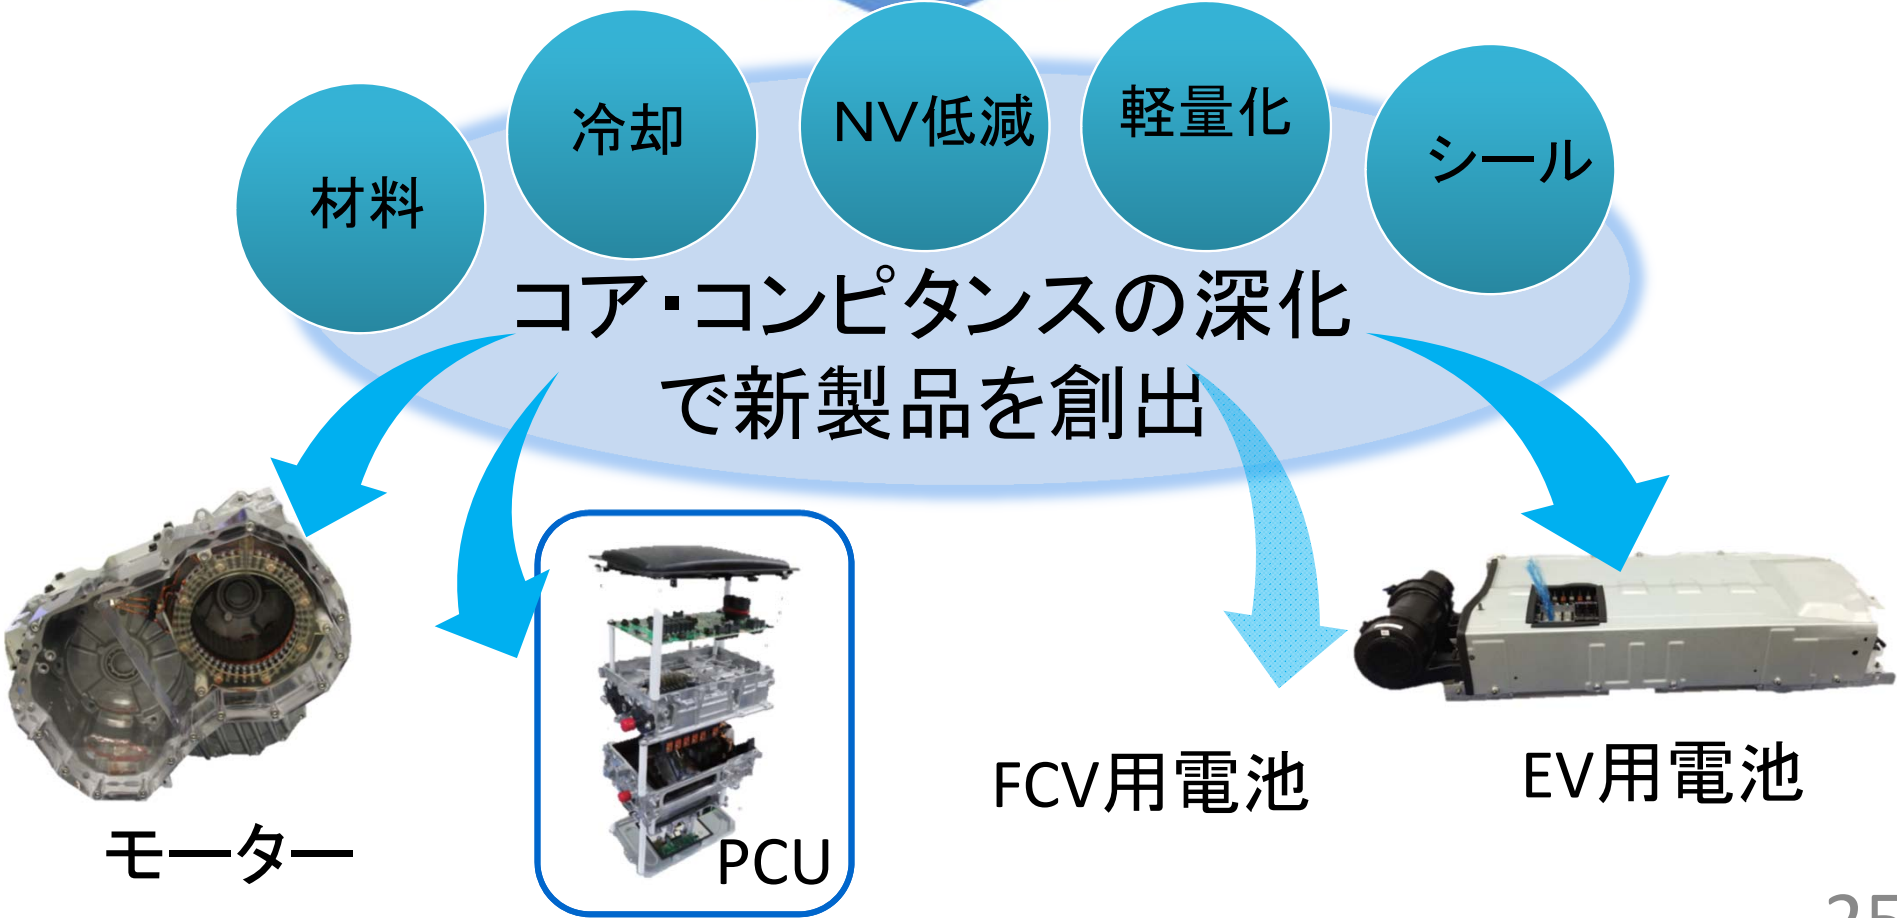 材料
冷却
NV低減
軽量化
シール
コア・コンピタンスの深化
で新製品を創出
モーター
PCU
FCV用電池
EV用電池
25